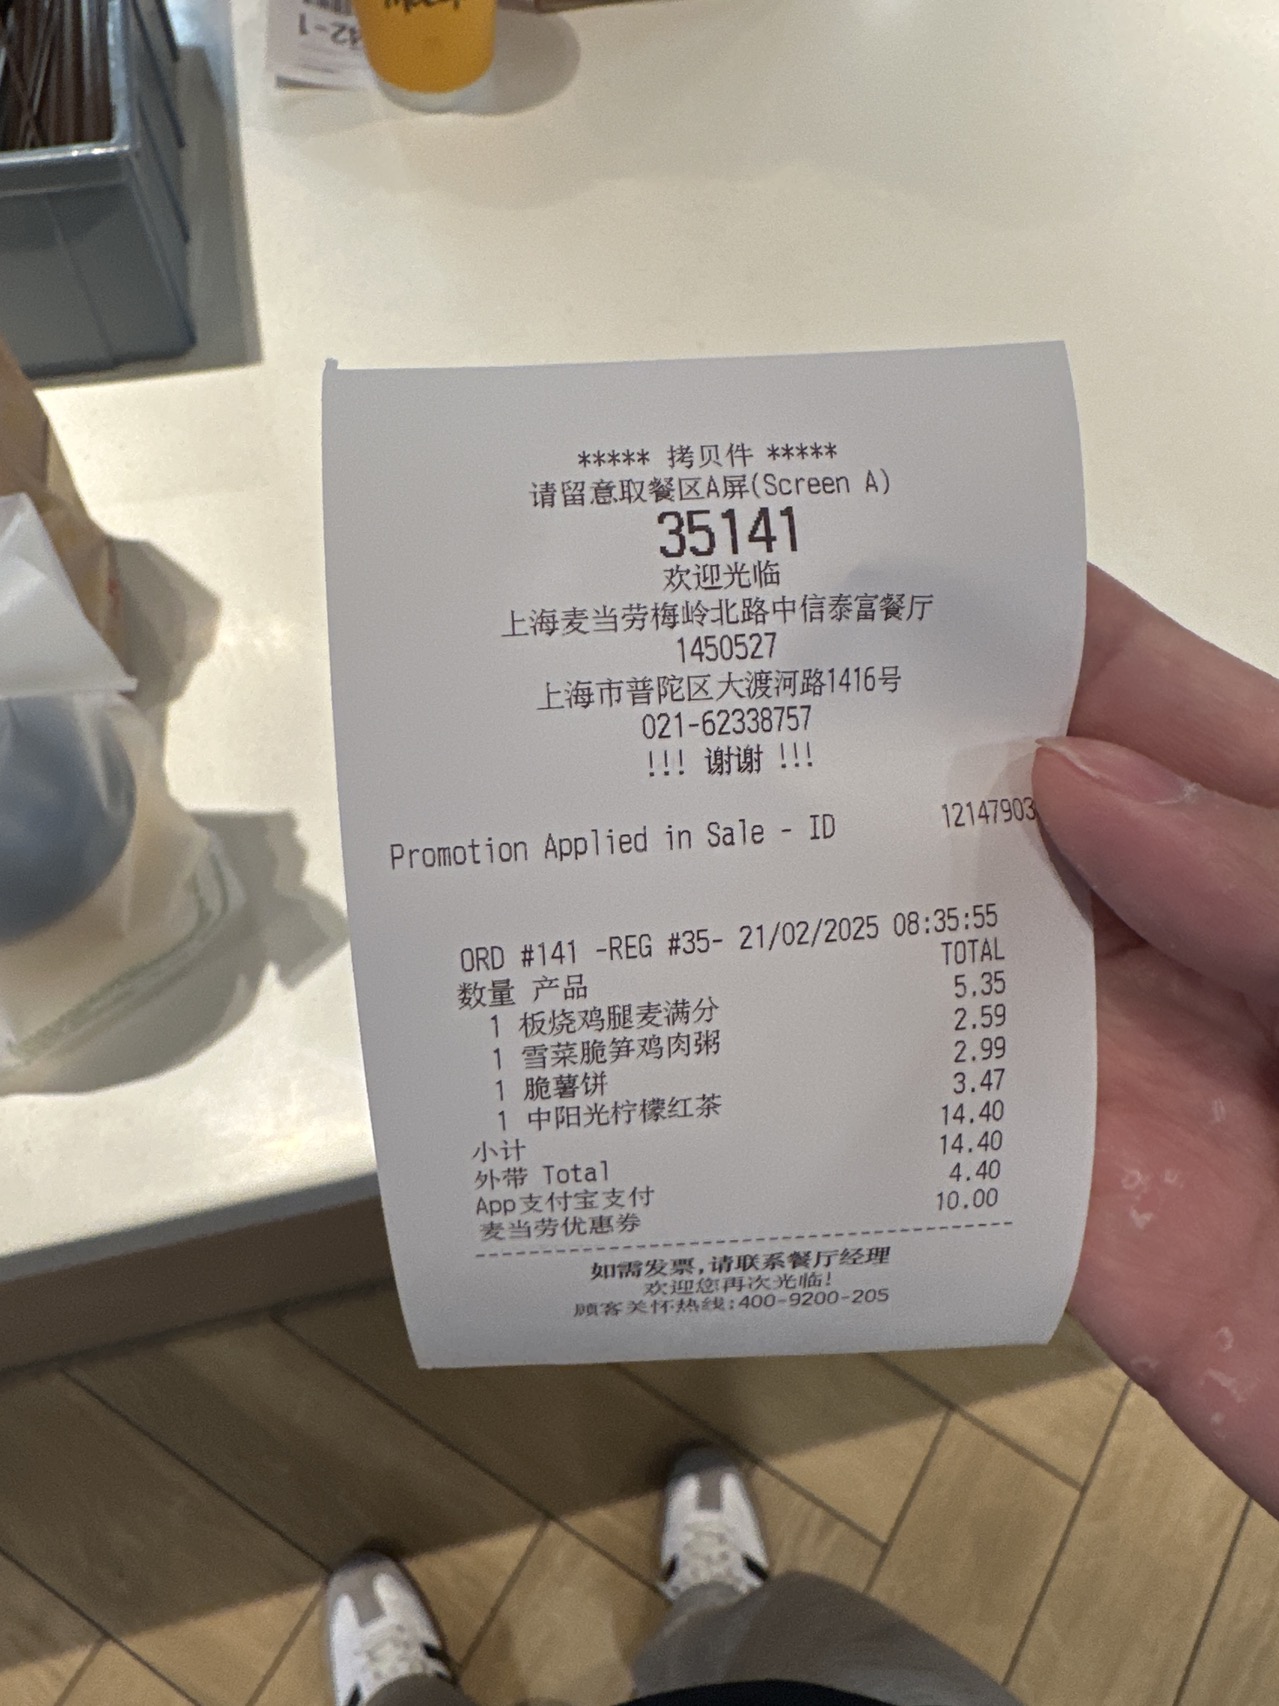 42-1
***** 拷贝件 *****
请留意取餐区A屏(Screen A)
35141
欢迎光临
上海麦当劳梅岭北路中信泰富餐厅
1450527
上海市普陀区大渡河路1416号
021-62338757
!!! 谢谢 !!!
Promotion Applied in Sale - ID 12147903
ORD #141 -REG #35- 21/02/2025 08:35:55
数量 产品 TOTAL
1 板烧鸡腿麦满分 5.35
1 雪菜脆笋鸡肉粥 2.59
1 脆薯饼 2.99
1 中阳光柠檬红茶 3.47
小计 14.40
外带 Total 14.40
App支付宝支付 4.40
麦当劳优惠券 10.00
如需发票,请联系餐厅经理
欢迎您再次光临!
顾客关怀热线:400-9200-205